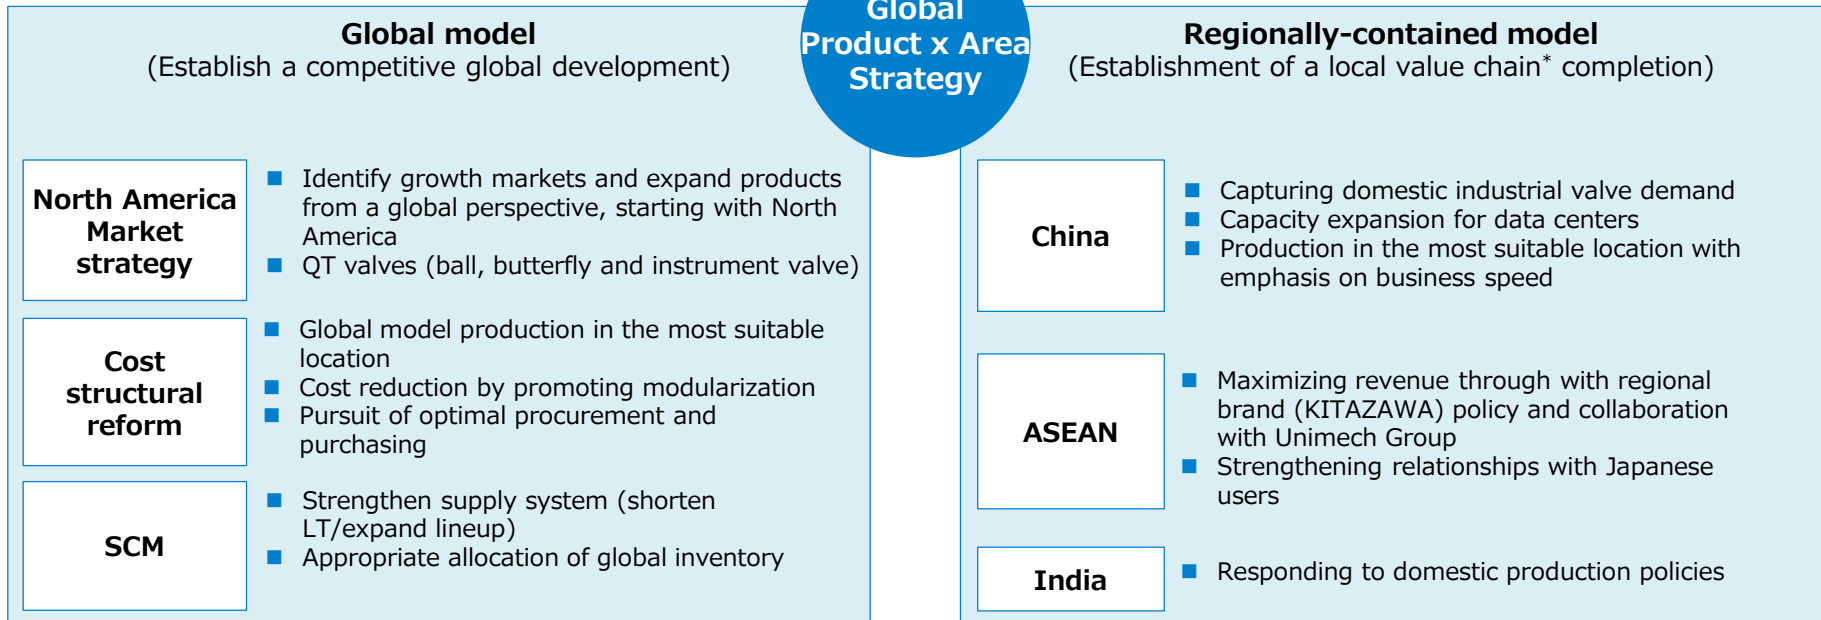 Global
Product x Area
Strategy
Global model
(Establish a competitive global development)
North America
Market
strategy
■ Identify growth markets and expand products
from a global perspective, starting with North
America
■ QT valves (ball, butterfly and instrument valve)
Cost
structural
reform
■ Global model production in the most suitable
location
■ Cost reduction by promoting modularization
■ Pursuit of optimal procurement and
purchasing
SCM
■ Strengthen supply system (shorten
LT/expand lineup)
■ Appropriate allocation of global inventory
Regionally-contained model
(Establishment of a local value chain* completion)
China
■ Capturing domestic industrial valve demand
■ Capacity expansion for data centers
■ Production in the most suitable location with
emphasis on business speed
ASEAN
■ Maximizing revenue through with regional
brand (KITAZAWA) policy and collaboration
with Unimech Group
■ Strengthening relationships with Japanese
users
India
■ Responding to domestic production policies